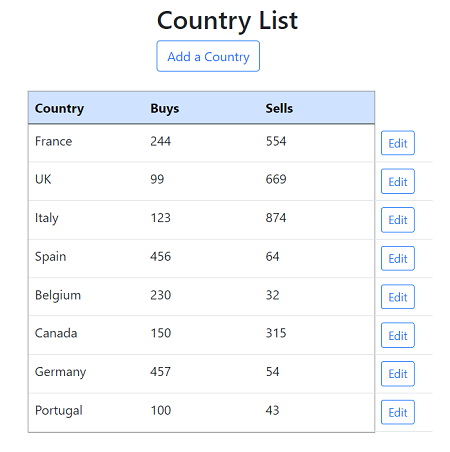 Country List
Add a Country
Country Buys Sells
France 244 554 Edit
UK 99 669 Edit
Italy 123 874 Edit
Spain 456 64 Edit
Belgium 230 32 Edit
Canada 150 315 Edit
Germany 457 54 Edit
Portugal 100 43 Edit